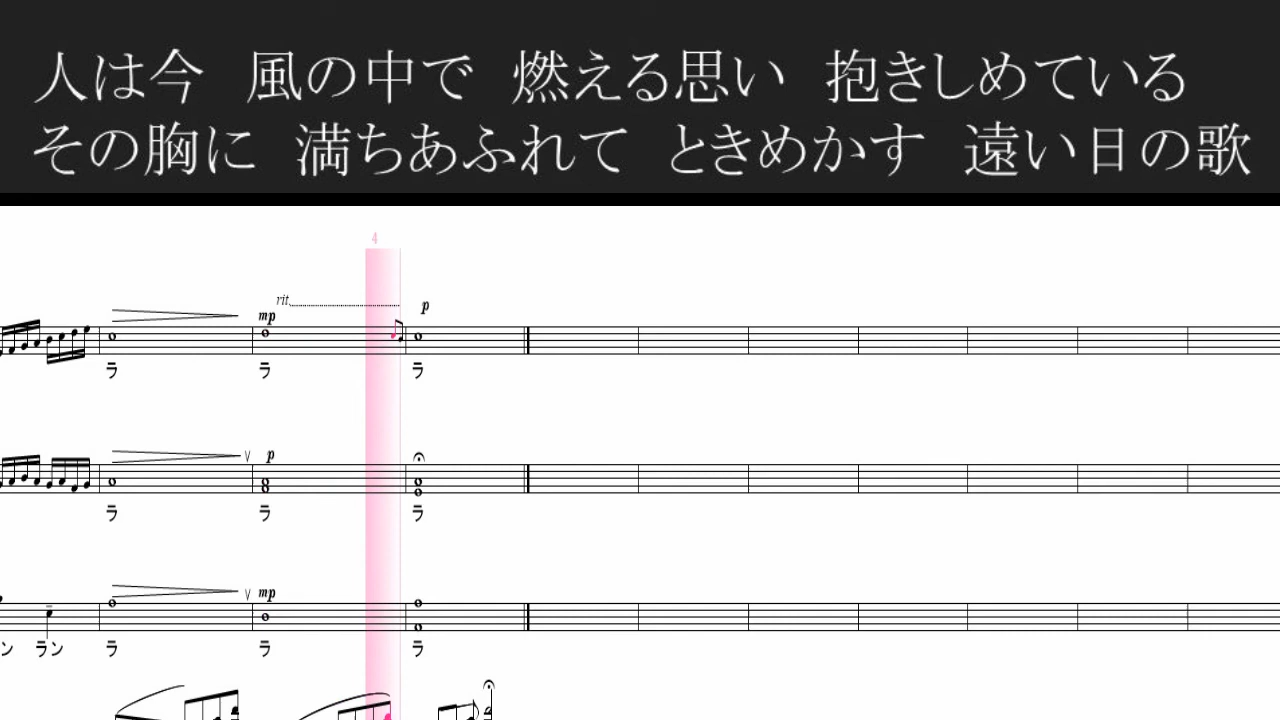 人は今　風の中で　燃える思い　抱きしめている
その胸に　満ちあふれて　ときめかす　遠い日の歌
4
rit.
mp p
ラ ラ ラ
p
ラ ラ ラ
mp
ン ラン ラ ラ ラ